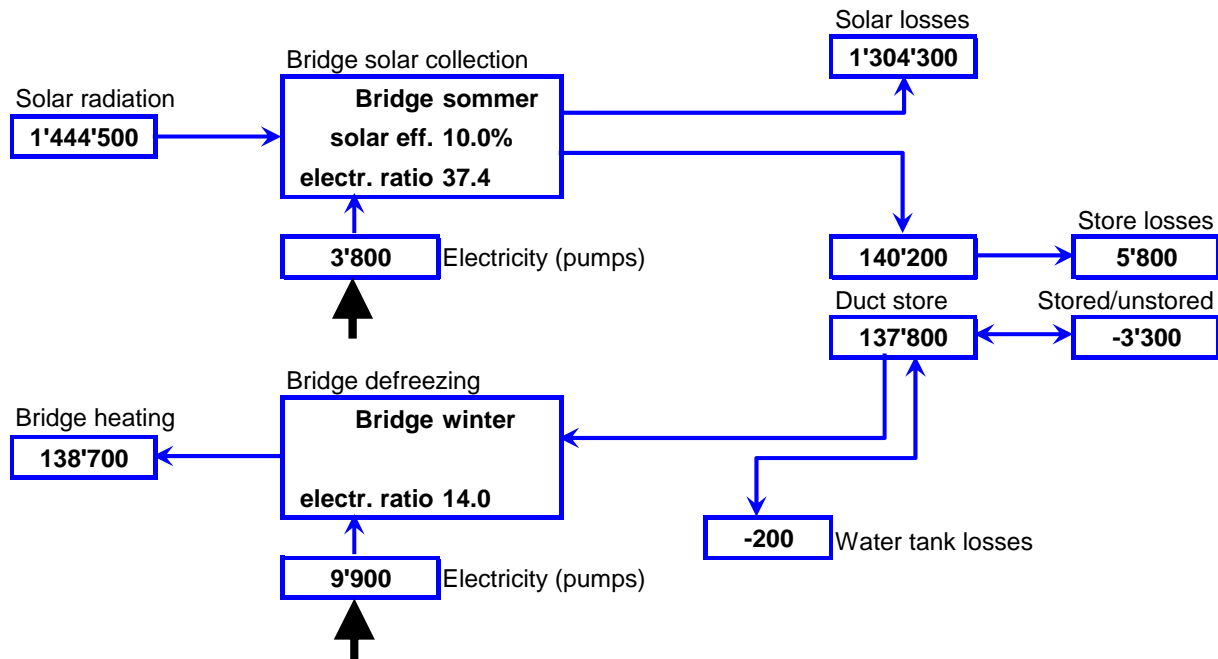 Solar losses
1'304'300
Bridge solar collection
Bridge sommer
solar eff. 10.0%
electr. ratio 37.4
Solar radiation
1'444'500
3'800
Electricity (pumps)
140'200
Store losses
5'800
Duct store
137'800
Stored/unstored
-3'300
Bridge defreezing
Bridge winter
electr. ratio 14.0
Bridge heating
138'700
-200
Water tank losses
9'900
Electricity (pumps)